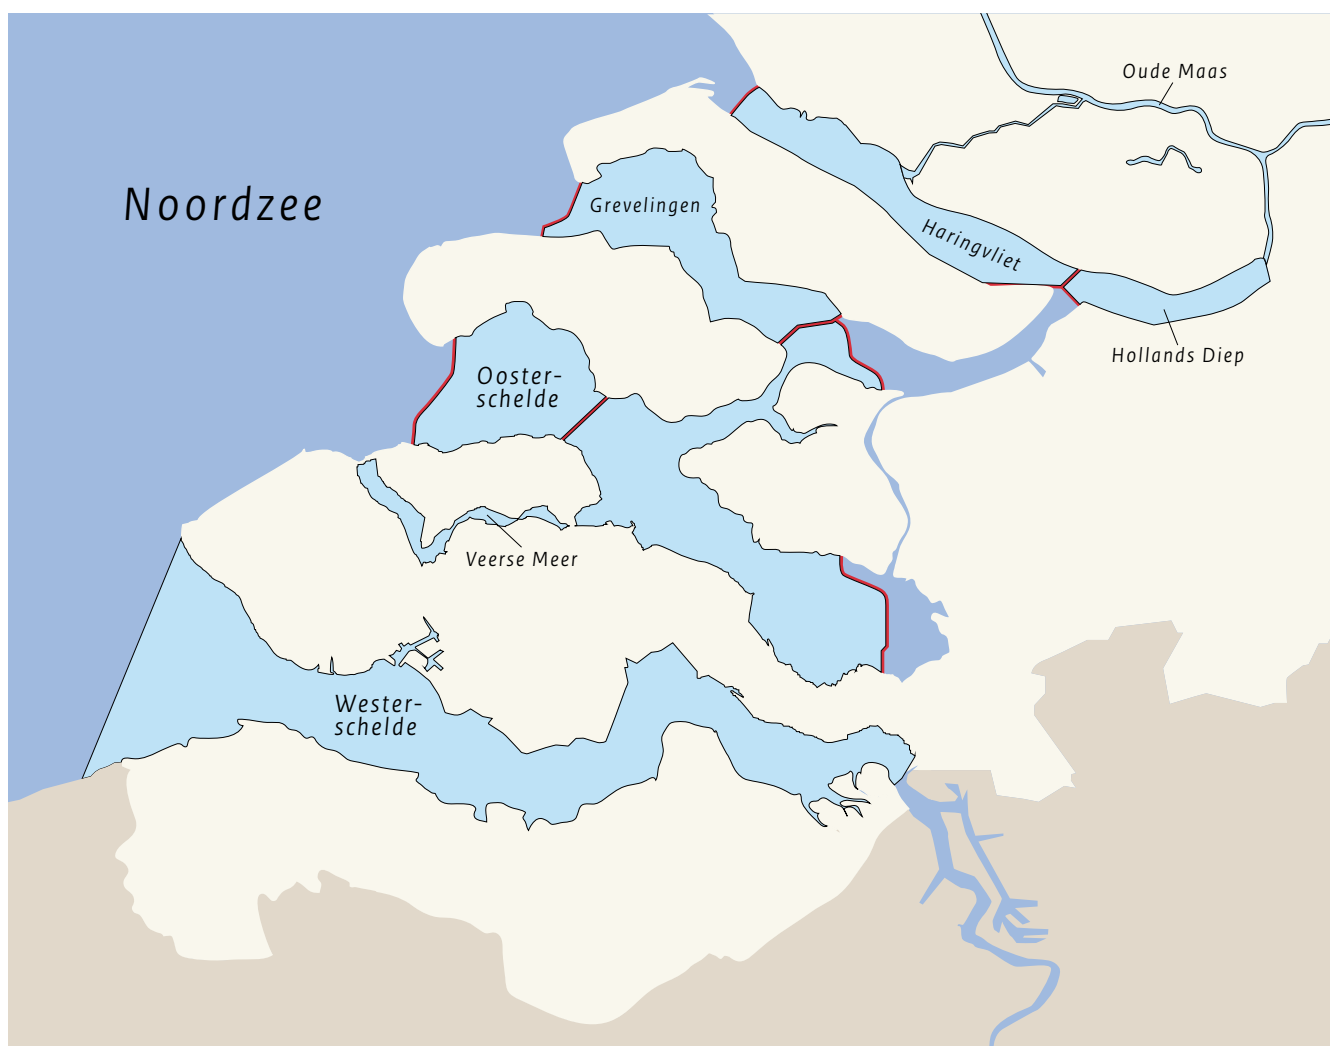 Oude Maas
Noordzee
Grevelingen
Haringvliet
Hollands Diep
Ooster-
schelde
Veerse Meer
Wester-
schelde